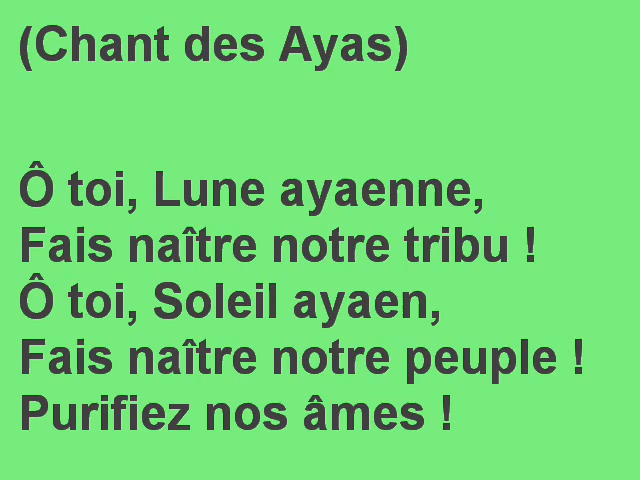 (Chant des Ayas)
Ô toi, Lune ayaenne,
Fais naître notre tribu !
Ô toi, Soleil ayaen,
Fais naître notre peuple !
Purifiez nos âmes !